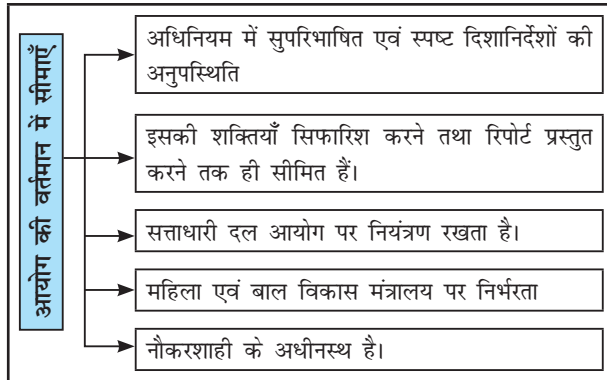 आयोग की वर्तमान में सीमाएँ
अधिनियम में सुपरिभाषित एवं स्पष्ट दिशानिर्देशों की
अनुपस्थिति
इसकी शक्तियाँ सिफारिश करने तथा रिपोर्ट प्रस्तुत
करने तक ही सीमित हैं।
सत्ताधारी दल आयोग पर नियंत्रण रखता है।
महिला एवं बाल विकास मंत्रालय पर निर्भरता
नौकरशाही के अधीनस्थ है।